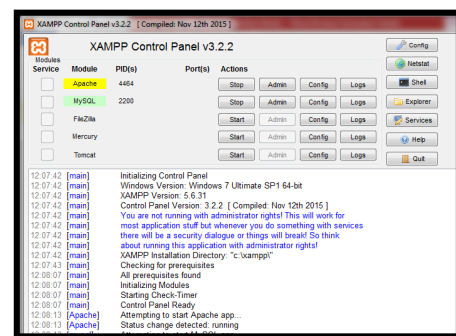 XAMPP Control Panel v3.2.2 [ Compiled: Nov 12th 2015 ]
XAMPP Control Panel v3.2.2
Config
Modules
Service Module PID(s) Port(s) Actions
Netstat
Apache 4464 Stop Admin Config Logs
Shell
MySQL 2200 Stop Admin Config Logs
Explorer
FileZilla Start Admin Config Logs
Services
Mercury Start Admin Config Logs
Help
Tomcat Start Admin Config Logs
Quit
12:07:42 [main] Initializing Control Panel
12:07:42 [main] Windows Version: Windows 7 Ultimate SP1 64-bit
12:07:42 [main] XAMPP Version: 5.6.31
12:07:42 [main] Control Panel Version: 3.2.2 [ Compiled: Nov 12th 2015 ]
12:07:42 [main] You are not running with administrator rights! This will work for
12:07:42 [main] most application stuff but whenever you do something with services
12:07:42 [main] there will be a security dialogue or things will break! So think
12:07:42 [main] about running this application with administrator rights!
12:07:42 [main] XAMPP Installation Directory: "c:\xampp\"
12:07:43 [main] Checking for prerequisites
12:08:07 [main] All prerequisites found
12:08:07 [main] Initializing Modules
12:08:07 [main] Starting Check-Timer
12:08:07 [main] Control Panel Ready
12:08:13 [Apache] Attempting to start Apache app...
12:08:13 [Apache] Status change detected: running